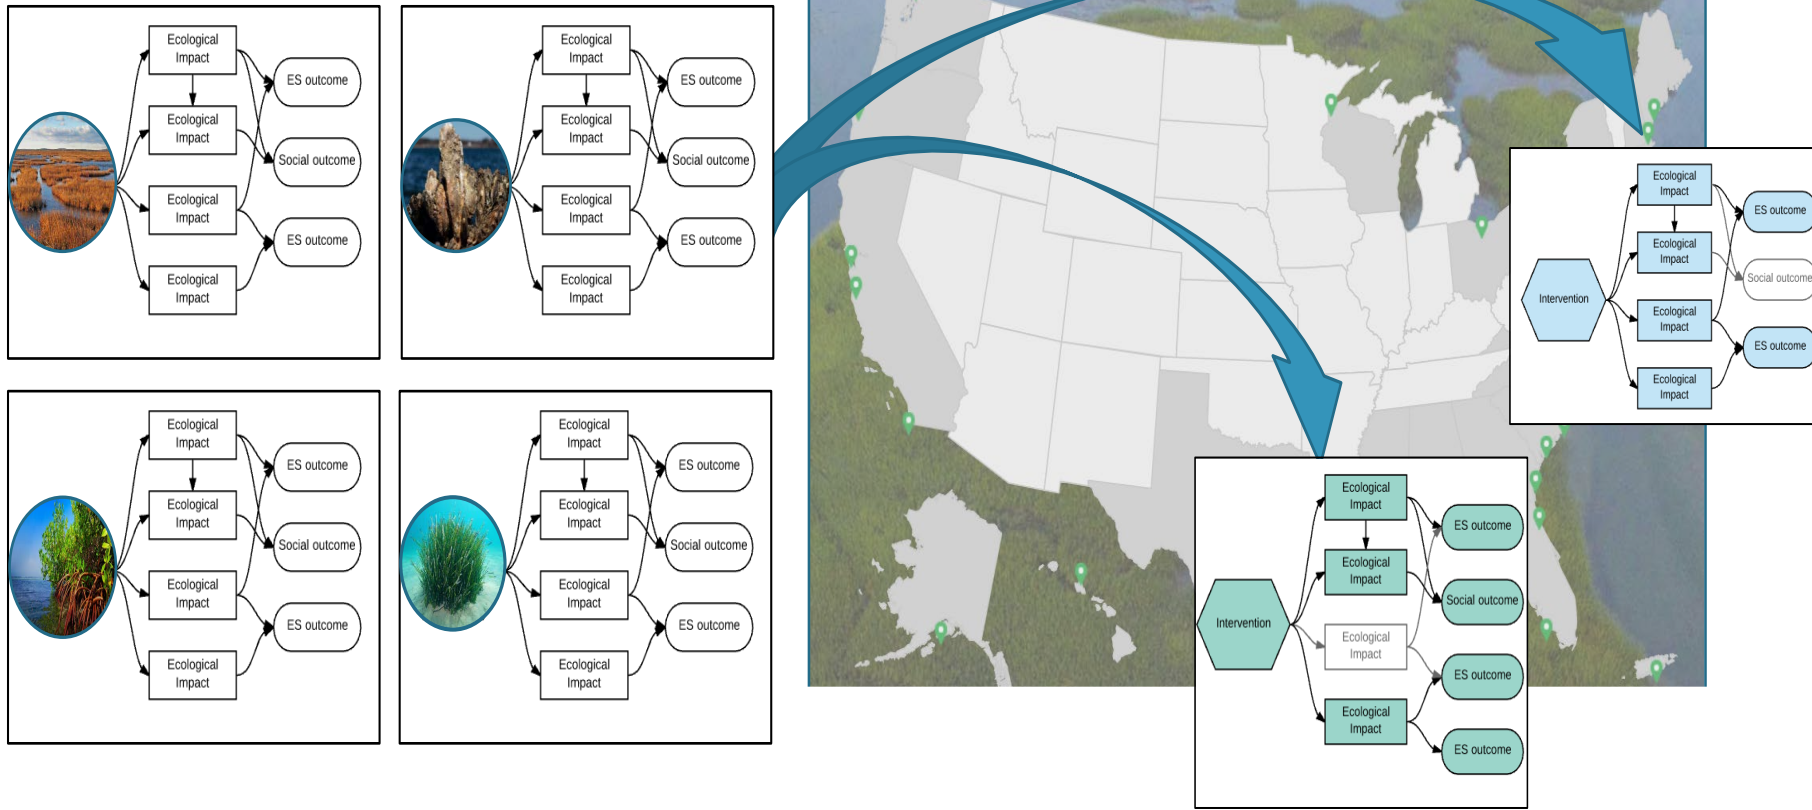 Ecological
Impact
ES outcome
Ecological
Impact
Social outcome
Ecological
Impact
ES outcome
Ecological
Impact
Ecological
Impact
ES outcome
Ecological
Impact
Social outcome
Ecological
Impact
ES outcome
Ecological
Impact
Ecological
Impact
ES outcome
Ecological
Impact
Social outcome
Ecological
Impact
ES outcome
Ecological
Impact
Ecological
Impact
ES outcome
Ecological
Impact
Social outcome
Ecological
Impact
ES outcome
Ecological
Impact
Ecological
Impact
ES outcome
Ecological
Impact
Social outcome
Intervention
Ecological
Impact
ES outcome
Ecological
Impact
Ecological
Impact
ES outcome
Ecological
Impact
Social outcome
Intervention
Ecological
Impact
ES outcome
Ecological
Impact
ES outcome